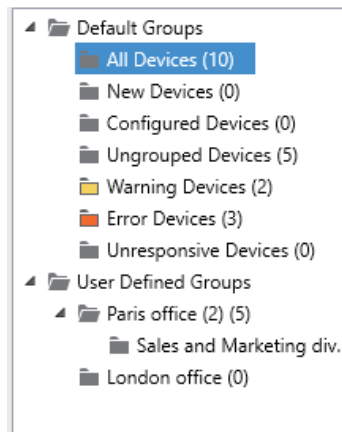 Default Groups
All Devices (10)
New Devices (0)
Configured Devices (0)
Ungrouped Devices (5)
Warning Devices (2)
Error Devices (3)
Unresponsive Devices (0)
User Defined Groups
Paris office (2) (5)
Sales and Marketing div.
London office (0)